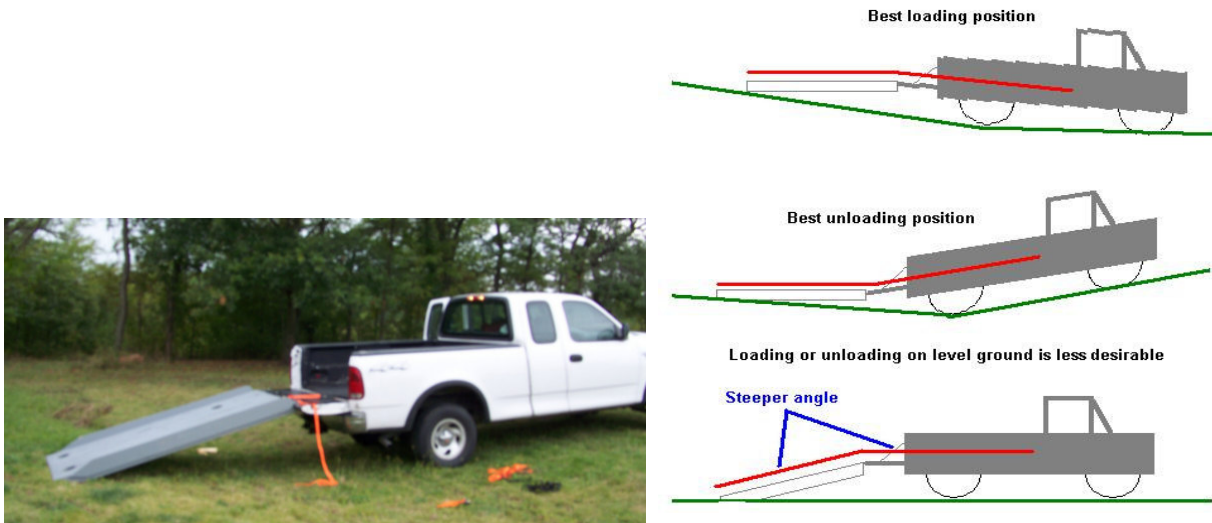 Best loading position
Best unloading position
Loading or unloading on level ground is less desirable
Steeper angle